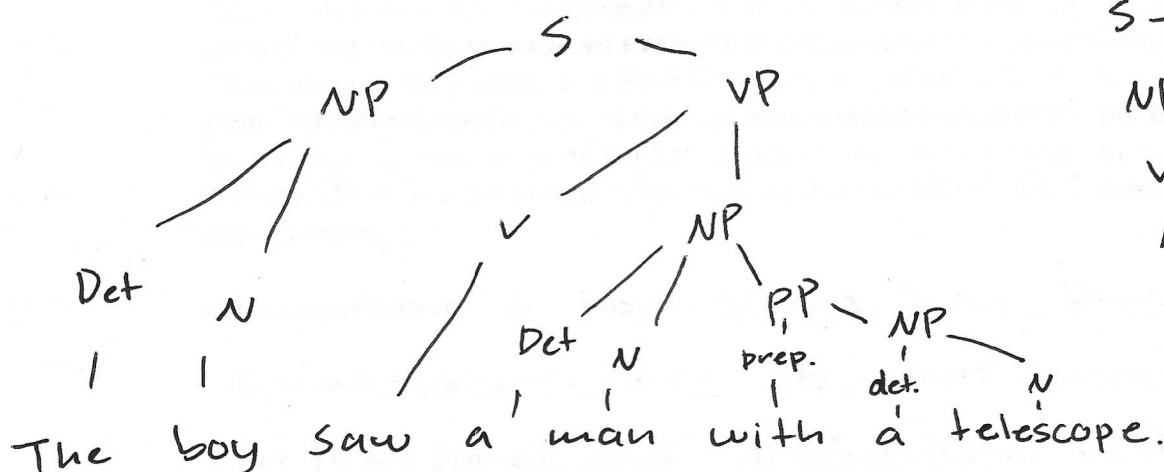 S S
NP VP
V NP
Det N
Det N PP NP
prep. det. N
The boy saw a man with a telescope.